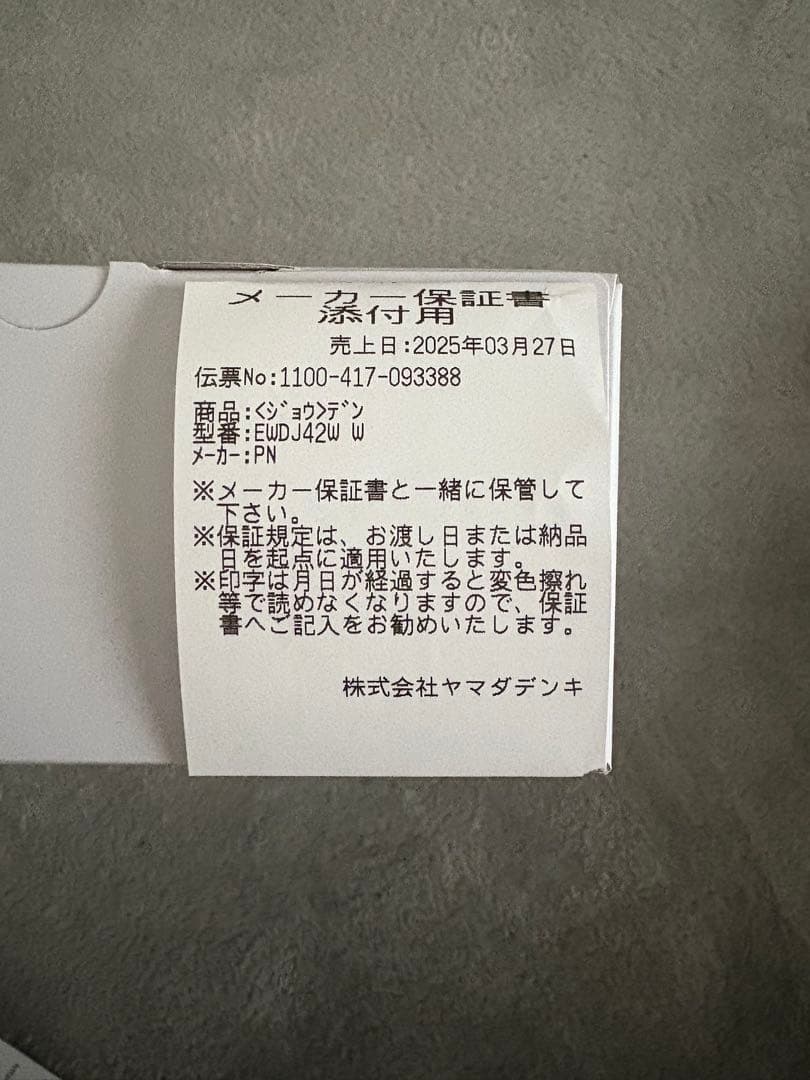 メーカー保証書
添付用
売上日:2025年03月27日
伝票No:1100-417-093388
商品:<ｼﾞｮｳ>ﾃﾞﾝ
型番:EWDJ42W W
ﾒｰｶｰ:PN
※メーカー保証書と一緒に保管して
下さい。
※保証規定は、お渡し日または納品
日を起点に適用いたします。
※印字は月日が経過すると変色擦れ
等で読めなくなりますので、保証
書へご記入をお勧めいたします。
株式会社ヤマダデンキ